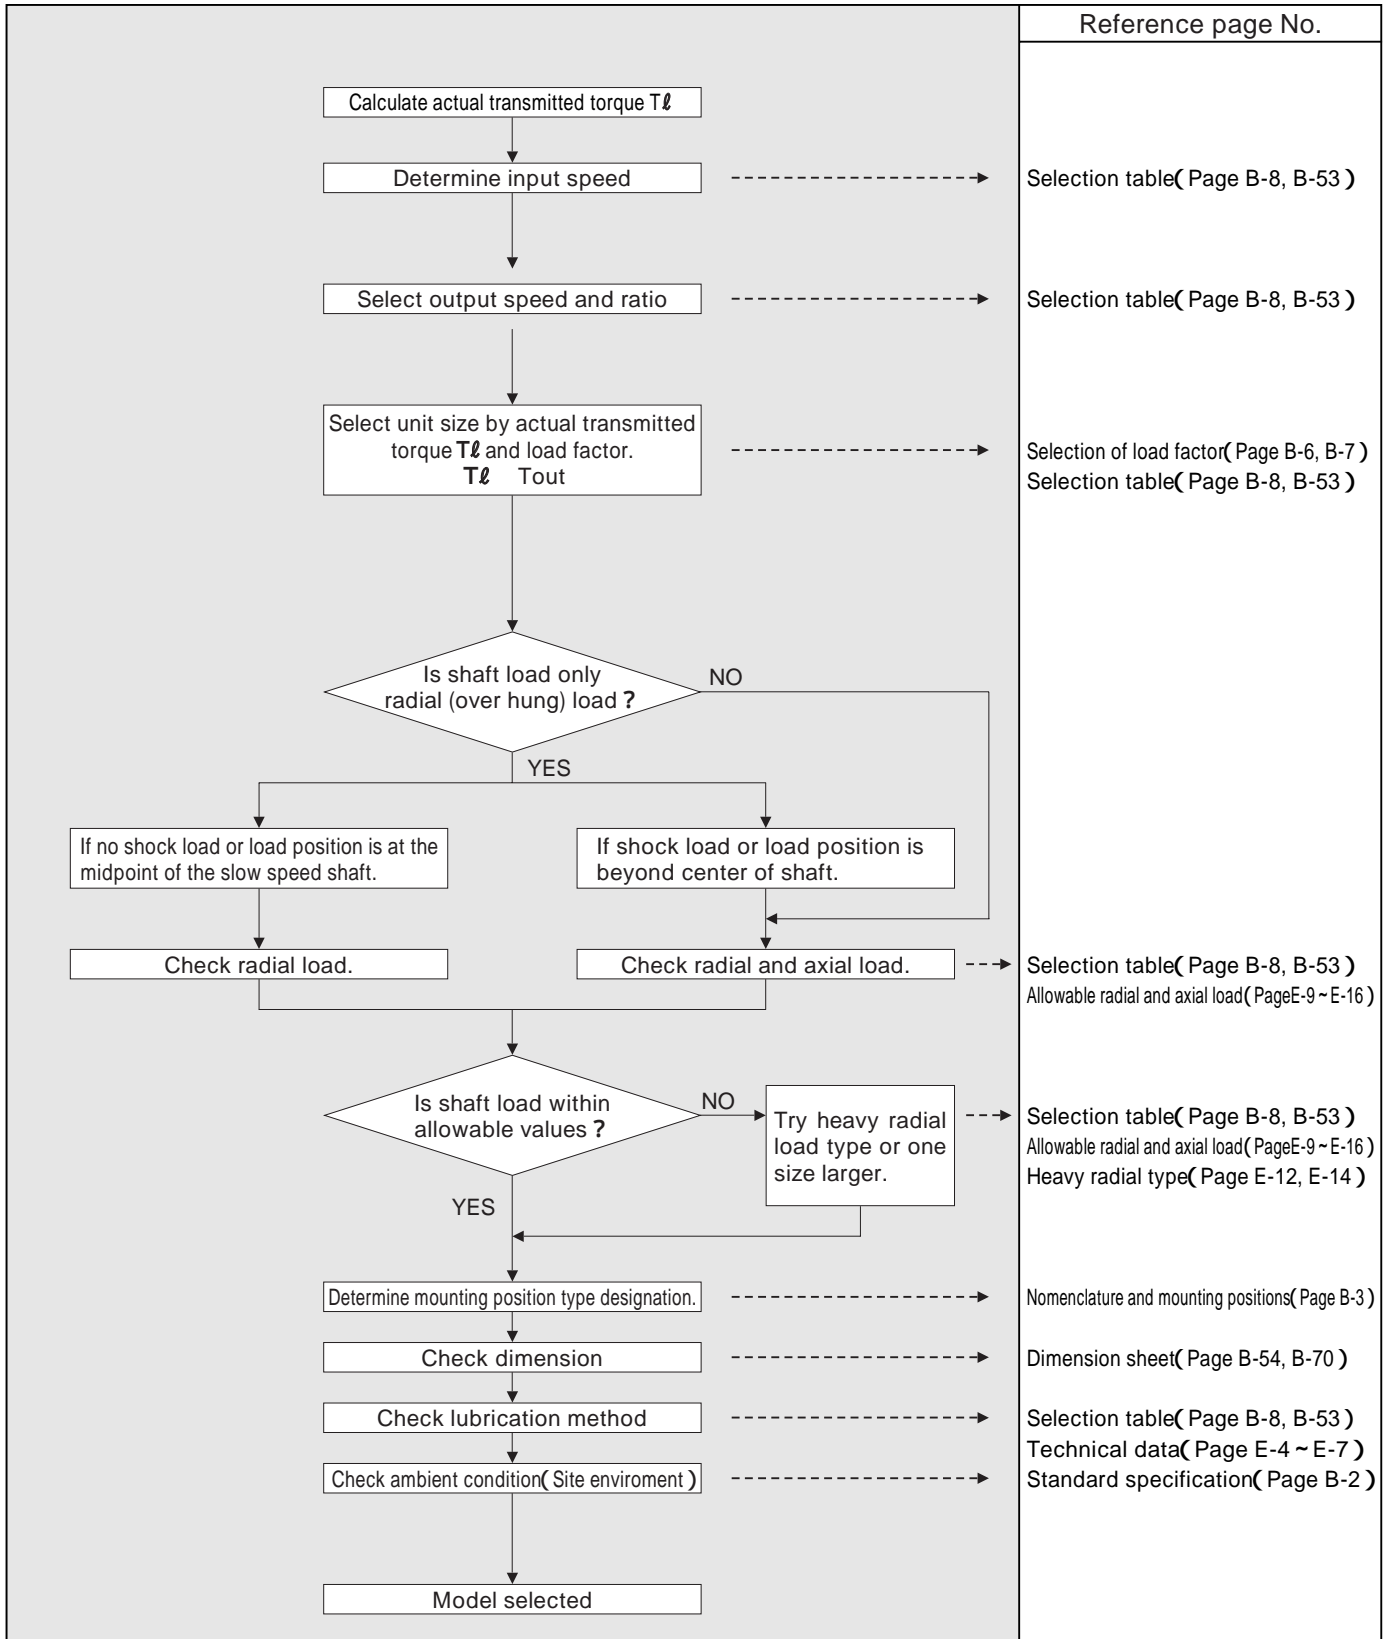 Reference page No.
Calculate actual transmitted torque Tℓ
Determine input speed
Selection table(Page B-8, B-53)
Select output speed and ratio
Selection table(Page B-8, B-53)
Select unit size by actual transmitted
torque Tℓ and load factor.
Tℓ Tout
Selection of load factor(Page B-6, B-7)
Selection table(Page B-8, B-53)
Is shaft load only
radial (over hung) load ?
NO
YES
If no shock load or load position is at the
midpoint of the slow speed shaft.
If shock load or load position is
beyond center of shaft.
Check radial load.
Check radial and axial load.
Selection table(Page B-8, B-53)
Allowable radial and axial load(PageE-9~E-16)
Is shaft load within
allowable values ?
NO
YES
Try heavy radial
load type or one
size larger.
Selection table(Page B-8, B-53)
Allowable radial and axial load(PageE-9~E-16)
Heavy radial type(Page E-12, E-14)
Determine mounting position type designation.
Nomenclature and mounting positions(Page B-3)
Check dimension
Dimension sheet(Page B-54, B-70)
Check lubrication method
Selection table(Page B-8, B-53)
Technical data(Page E-4~E-7)
Check ambient condition(Site enviroment)
Standard specification(Page B-2)
Model selected